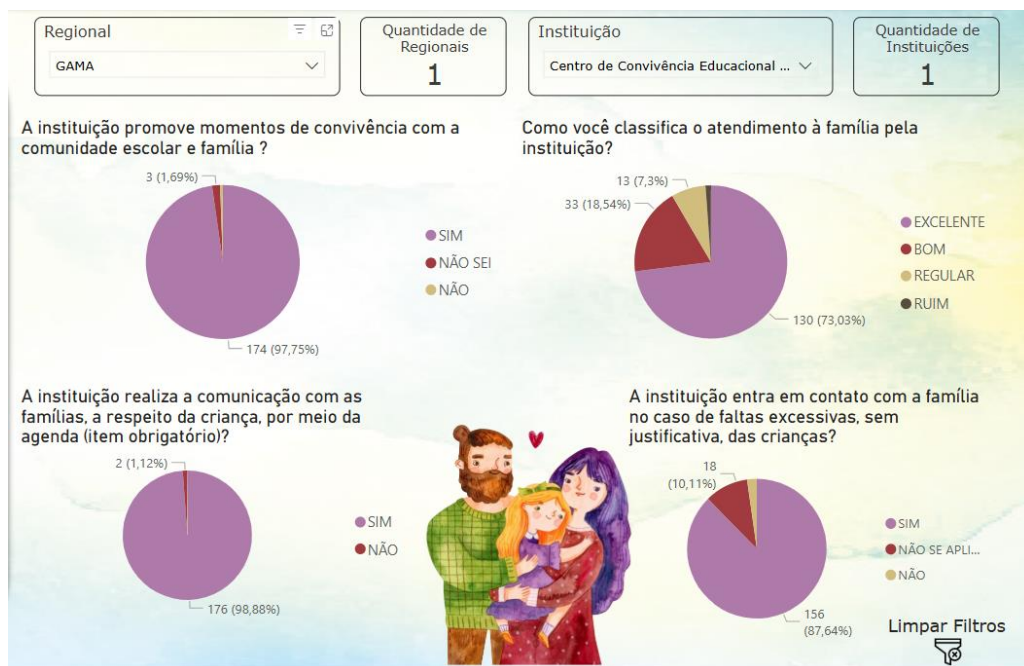 Regional
GAMA
Quantidade de
Regionais
1
Instituição
Centro de Convivência Educacional ...
Quantidade de
Instituições
1
A instituição promove momentos de convivência com a
comunidade escolar e família ?
3 (1,69%)
174 (97,75%)
SIM
NÃO SEI
NÃO
Como você classifica o atendimento à família pela
instituição?
13 (7,3%)
33 (18,54%)
130 (73,03%)
EXCELENTE
BOM
REGULAR
RUIM
A instituição realiza a comunicação com as
famílias, a respeito da criança, por meio da
agenda (item obrigatório)?
2 (1,12%)
176 (98,88%)
SIM
NÃO
A instituição entra em contato com a família
no caso de faltas excessivas, sem
justificativa, das crianças?
18
(10,11%)
156
(87,64%)
SIM
NÃO SE APLI...
NÃO
Limpar Filtros